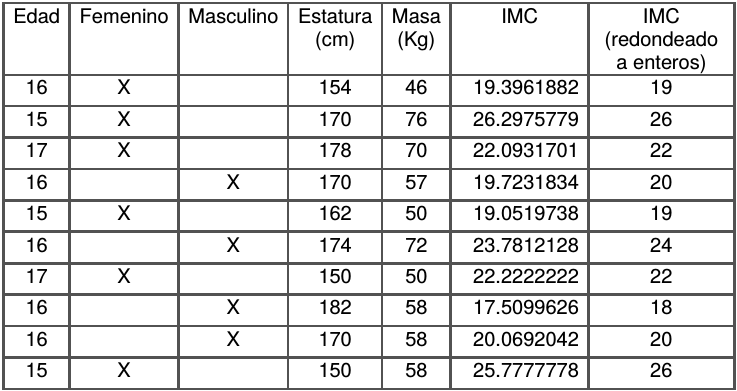 Edad Femenino Masculino Estatura (cm) Masa (Kg) IMC IMC (redondeado a enteros)
16 X 154 46 19.3961882 19
15 X 170 76 26.2975779 26
17 X 178 70 22.0931701 22
16 X 170 57 19.7231834 20
15 X 162 50 19.0519738 19
16 X 174 72 23.7812128 24
17 X 150 50 22.2222222 22
16 X 182 58 17.5099626 18
16 X 170 58 20.0692042 20
15 X 150 58 25.7777778 26